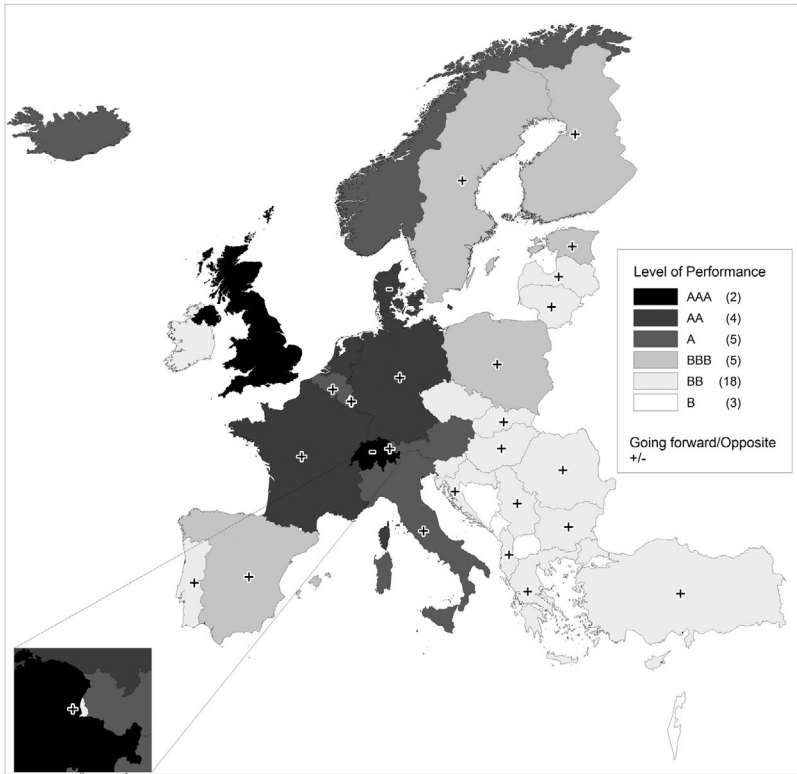 Level of Performance
AAA (2)
AA (4)
A (5)
BBB (5)
BB (18)
B (3)
Going forward/Opposite
+/-